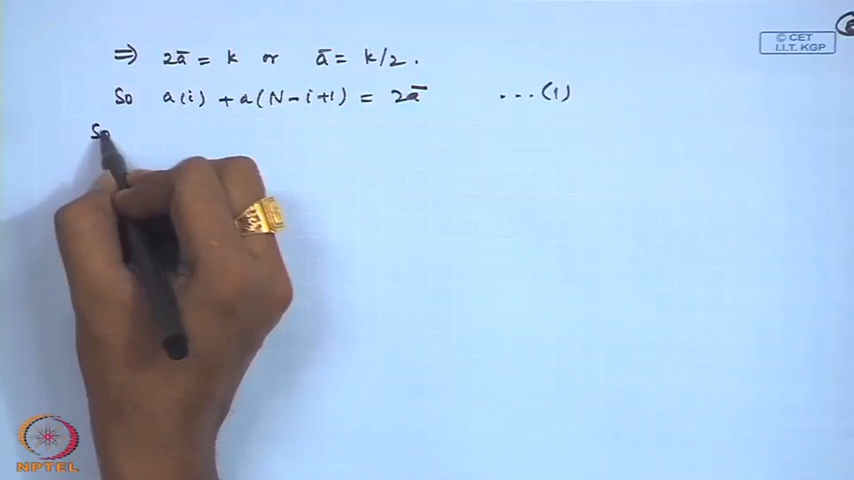 © CET
I.I.T. KGP
⇒ 2ā = k or ā = k/2.
So a(i) + a(N-i+1) = 2ā ...(1)
So
NPTEL